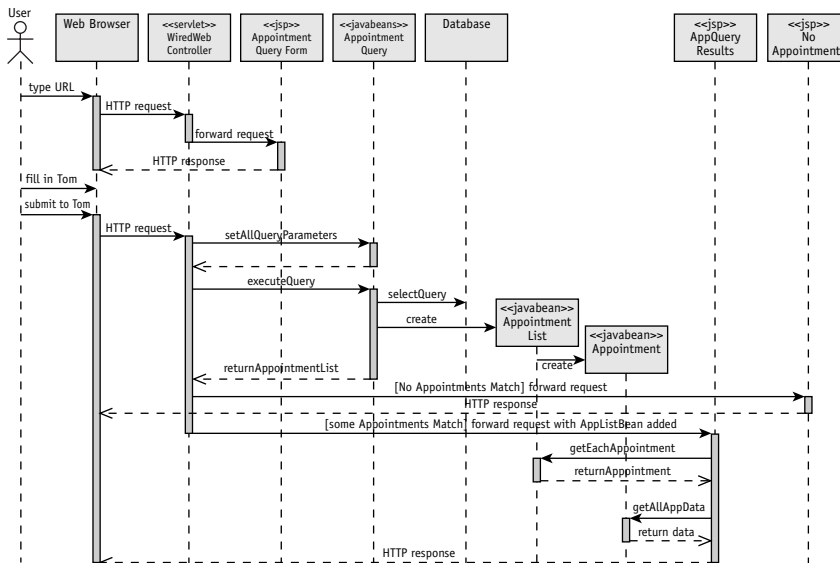 User
Web Browser
<<servlet>>
WiredWeb
Controller
<<jsp>>
Appointment
Query Form
<<javabeans>>
Appointment
Query
Database
<<jsp>>
AppQuery
Results
<<jsp>>
No
Appointment
type URL
HTTP request
forward request
HTTP response
fill in Tom
submit to Tom
HTTP request
setAllQueryParameters
executeQuery
selectQuery
create
<<javabean>>
Appointment
List
<<javabean>>
Appointment
create
returnAppointmentList
[No Appointments Match] forward request
HTTP response
[some Appointments Match] forward request with AppListBean added
getEachAppointment
returnAppointment
getAllAppData
return data
HTTP response